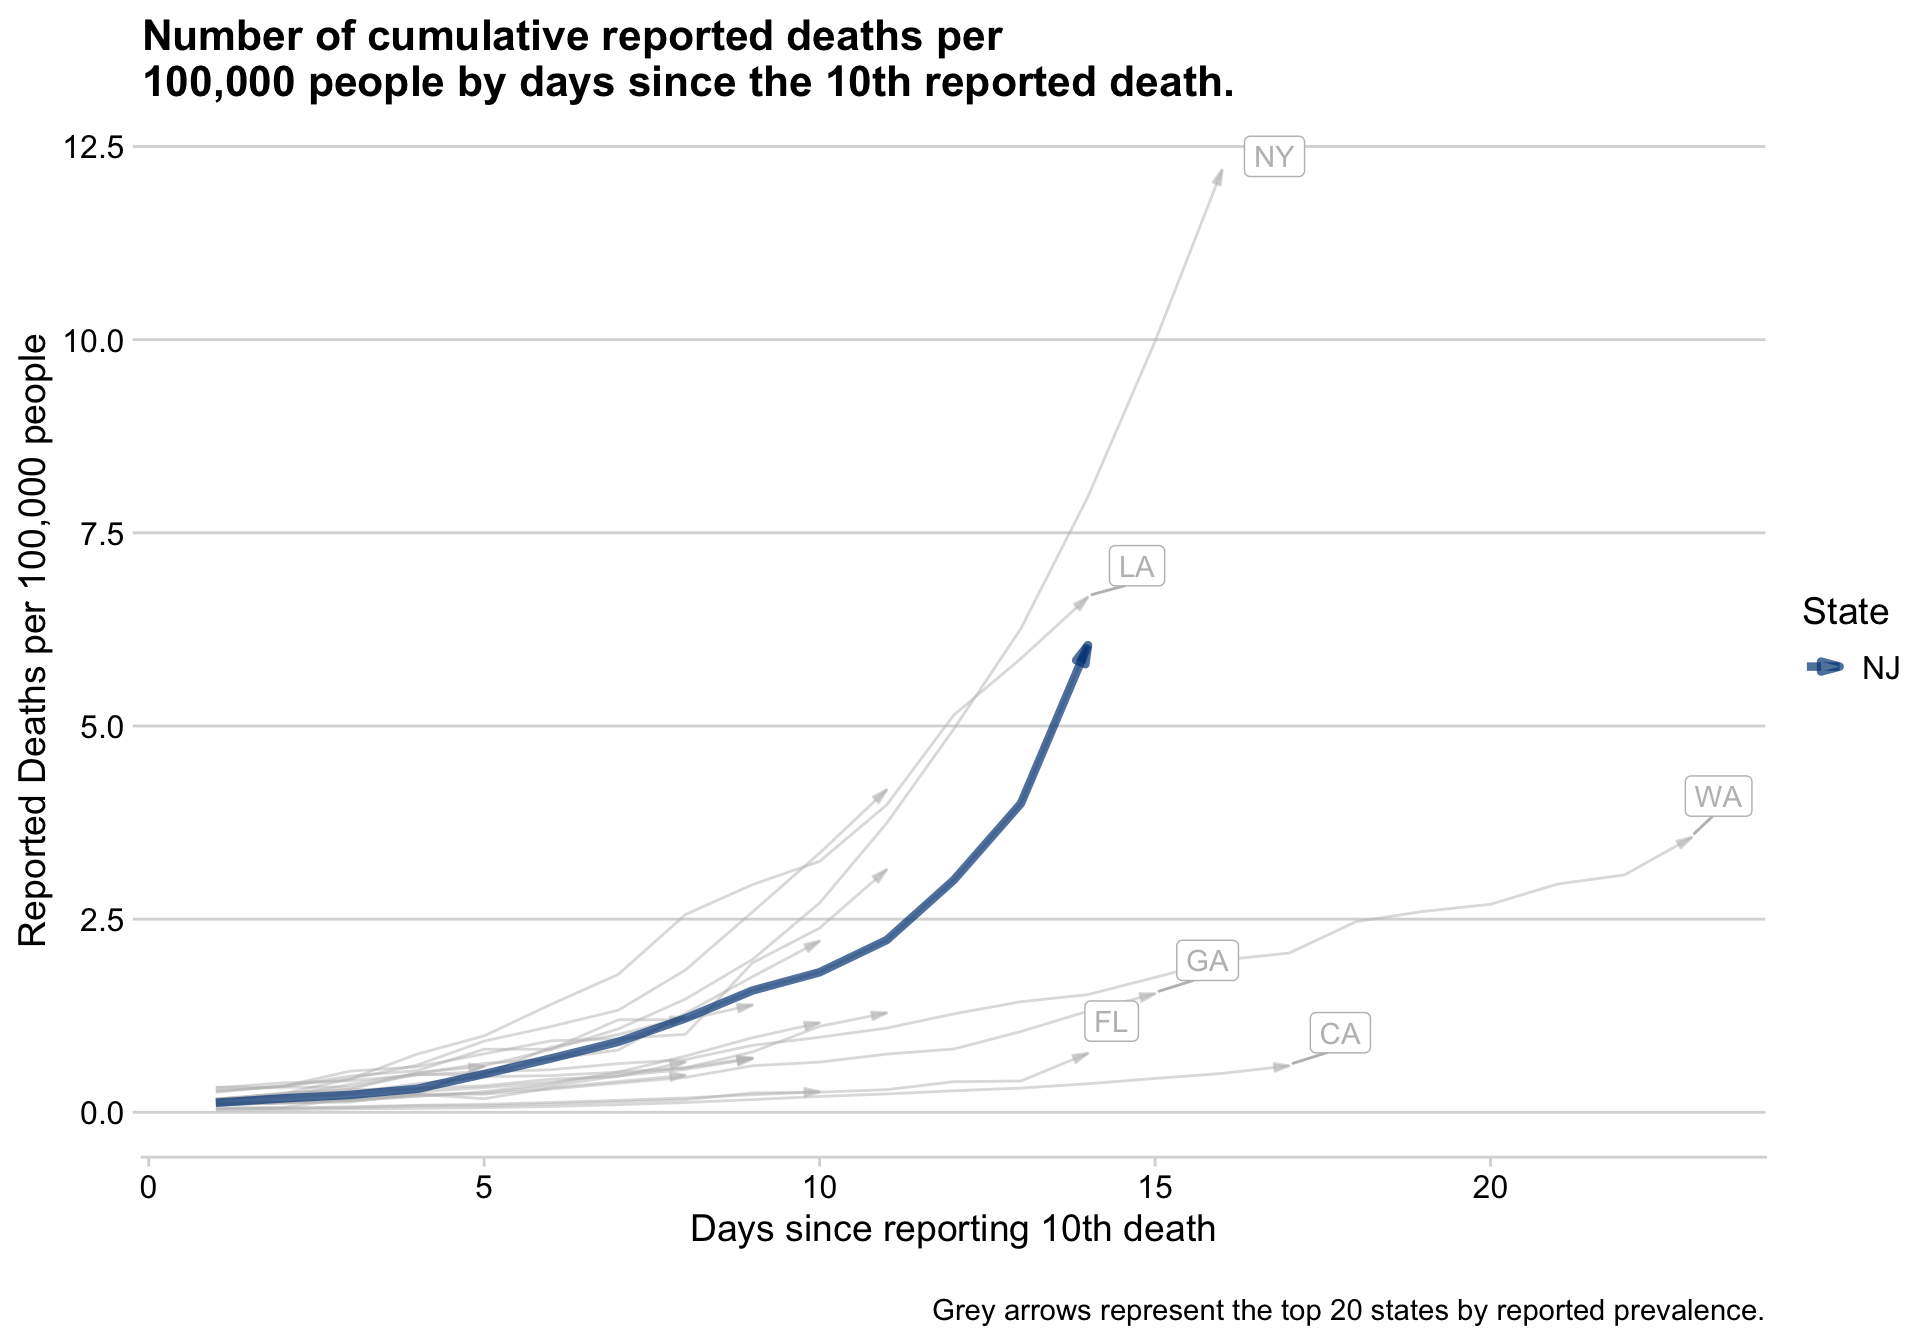 Number of cumulative reported deaths per
100,000 people by days since the 10th reported death.
Reported Deaths per 100,000 people
12.5
10.0
7.5
5.0
2.5
0.0
NY
LA
WA
GA
FL
CA
State
NJ
0 5 10 15 20
Days since reporting 10th death
Grey arrows represent the top 20 states by reported prevalence.